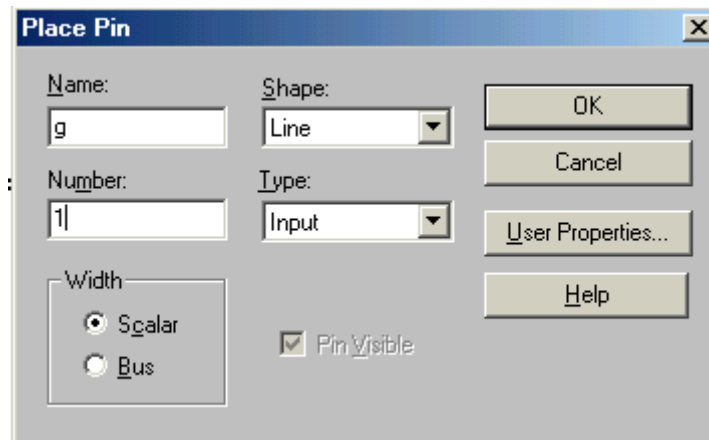 Place Pin
Name:
g
Shape:
Line
OK
Cancel
Number:
1
Type:
Input
User Properties...
Width
Scalar
Bus
Pin Visible
Help